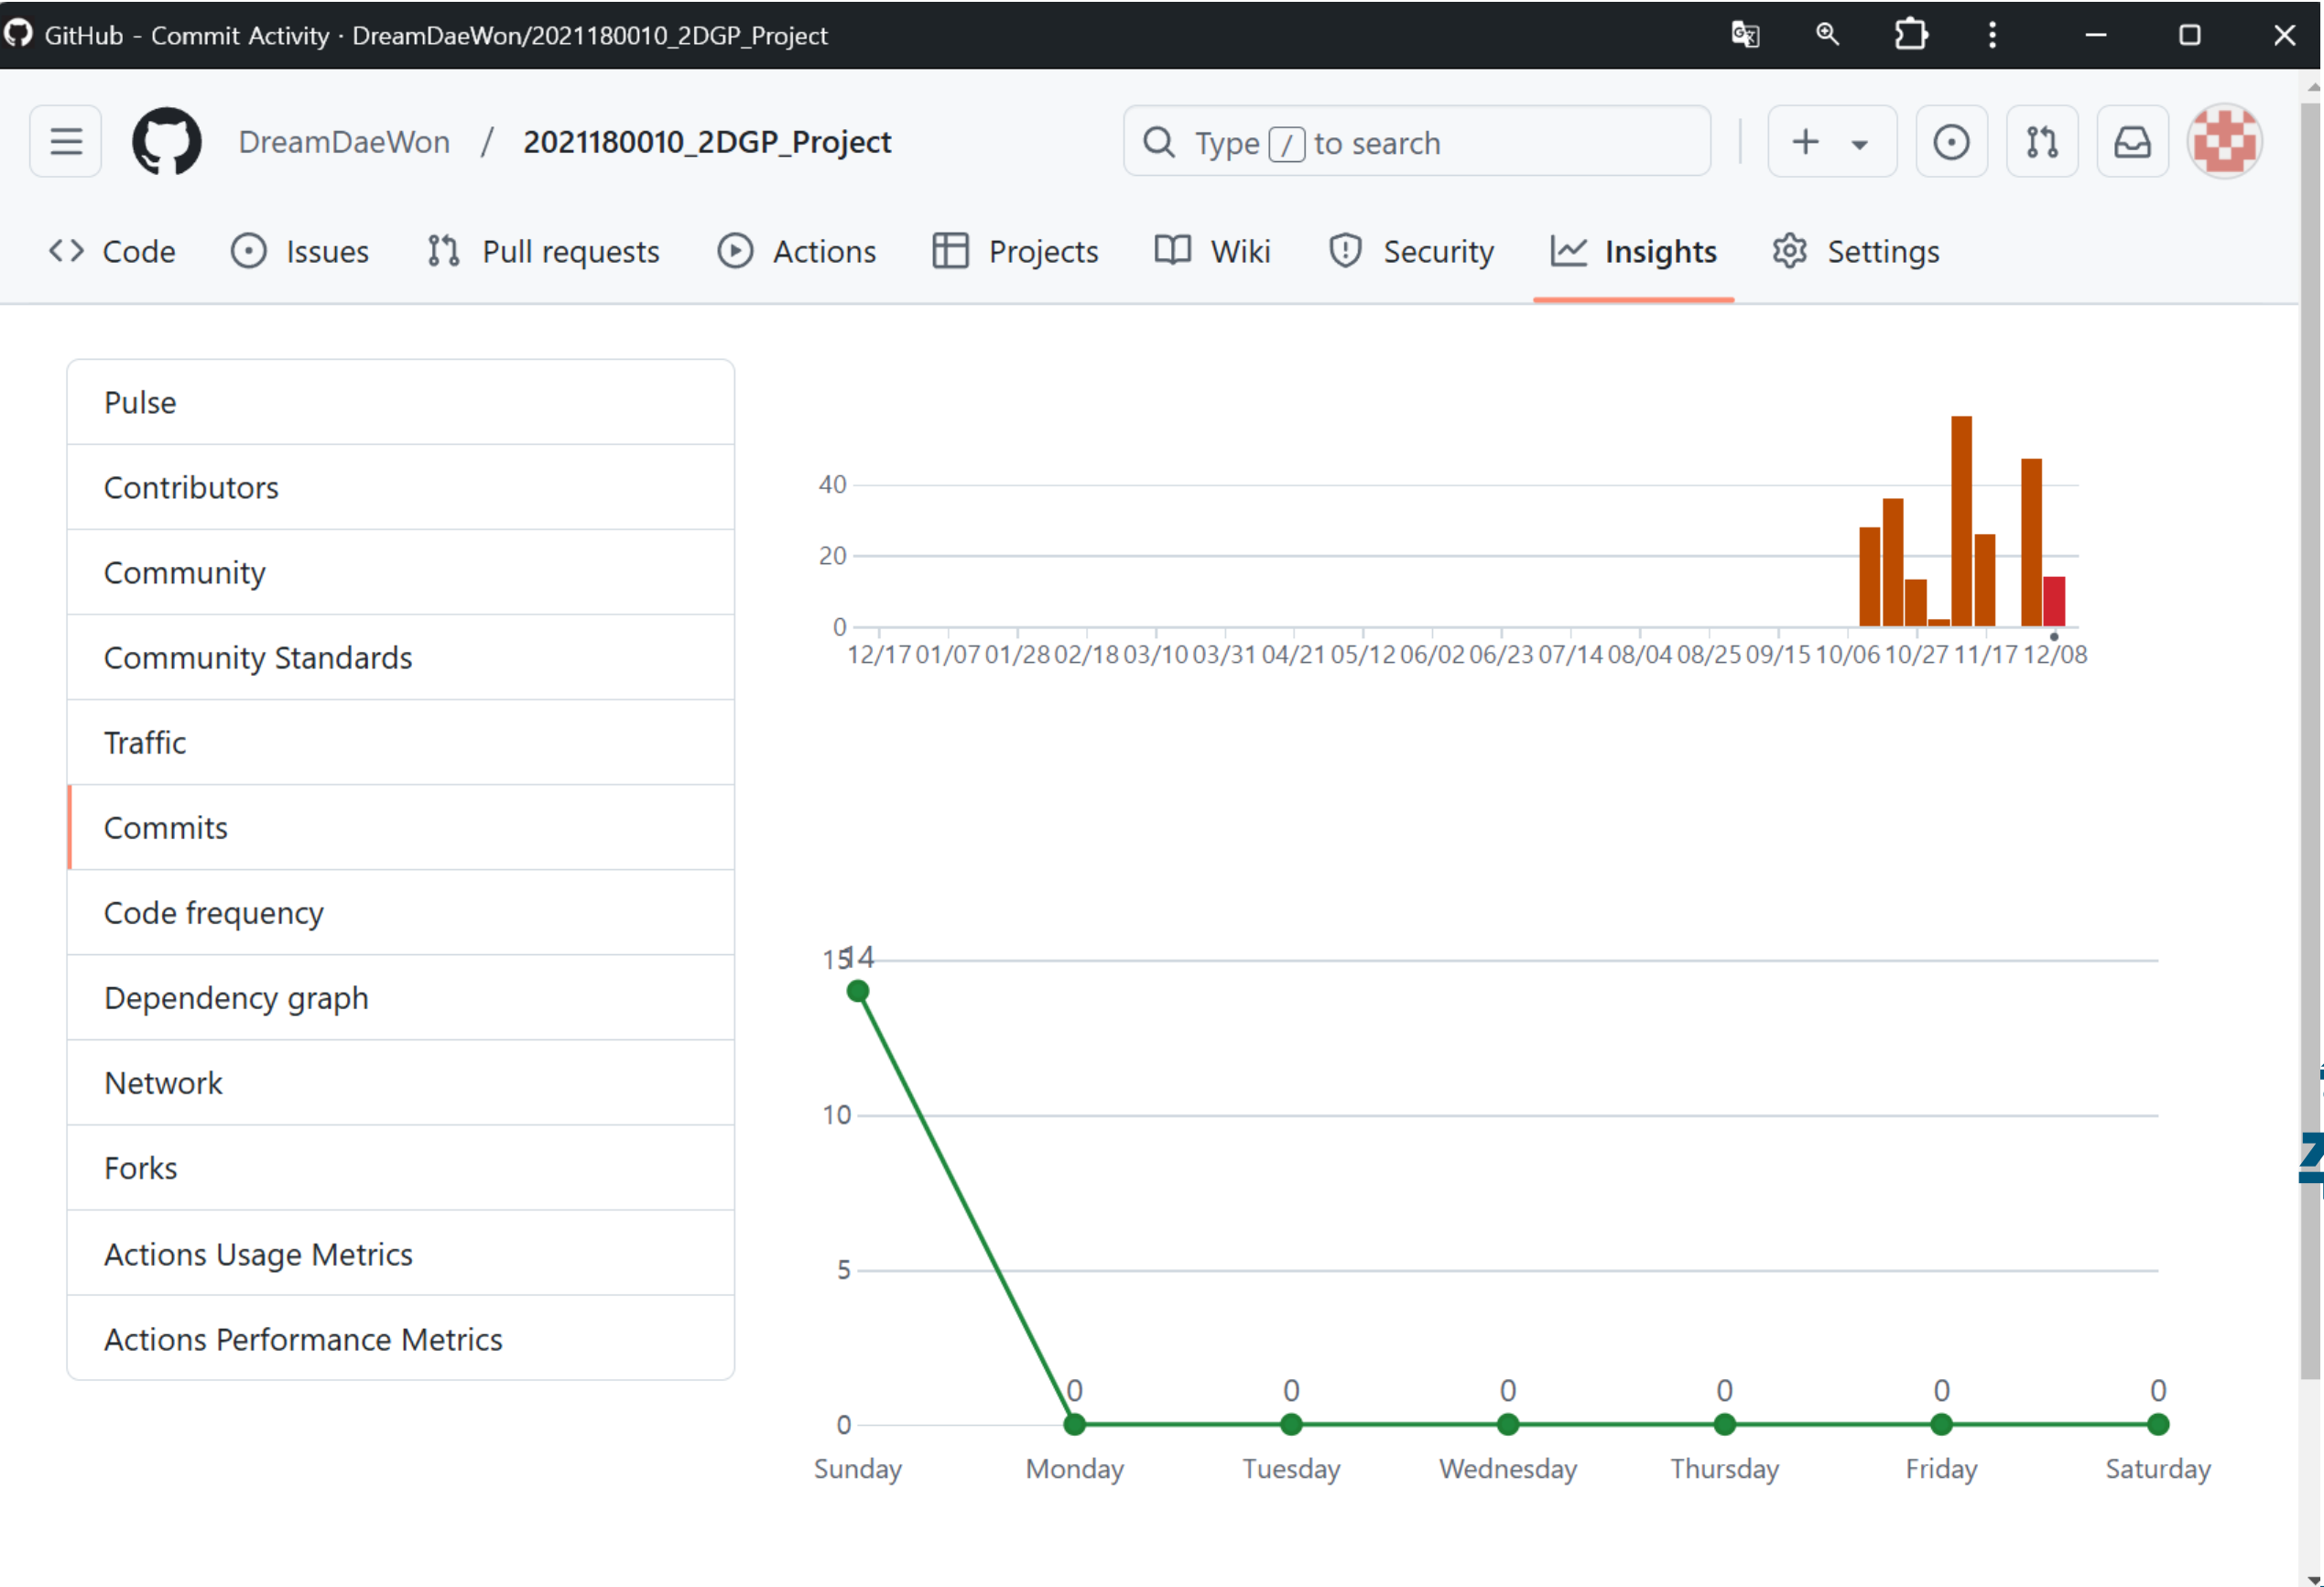 GitHub - Commit Activity · DreamDaeWon/2021180010_2DGP_Project
DreamDaeWon / 2021180010_2DGP_Project
Type / to search
Code Issues Pull requests Actions Projects Wiki Security Insights Settings
Pulse
Contributors
Community
Community Standards
Traffic
Commits
Code frequency
Dependency graph
Network
Forks
Actions Usage Metrics
Actions Performance Metrics
40
20
0
12/17 01/07 01/28 02/18 03/10 03/31 04/21 05/12 06/02 06/23 07/14 08/04 08/25 09/15 10/06 10/27 11/17 12/08
15 14
10
5
0 0 0 0 0 0
0
Sunday Monday Tuesday Wednesday Thursday Friday Saturday